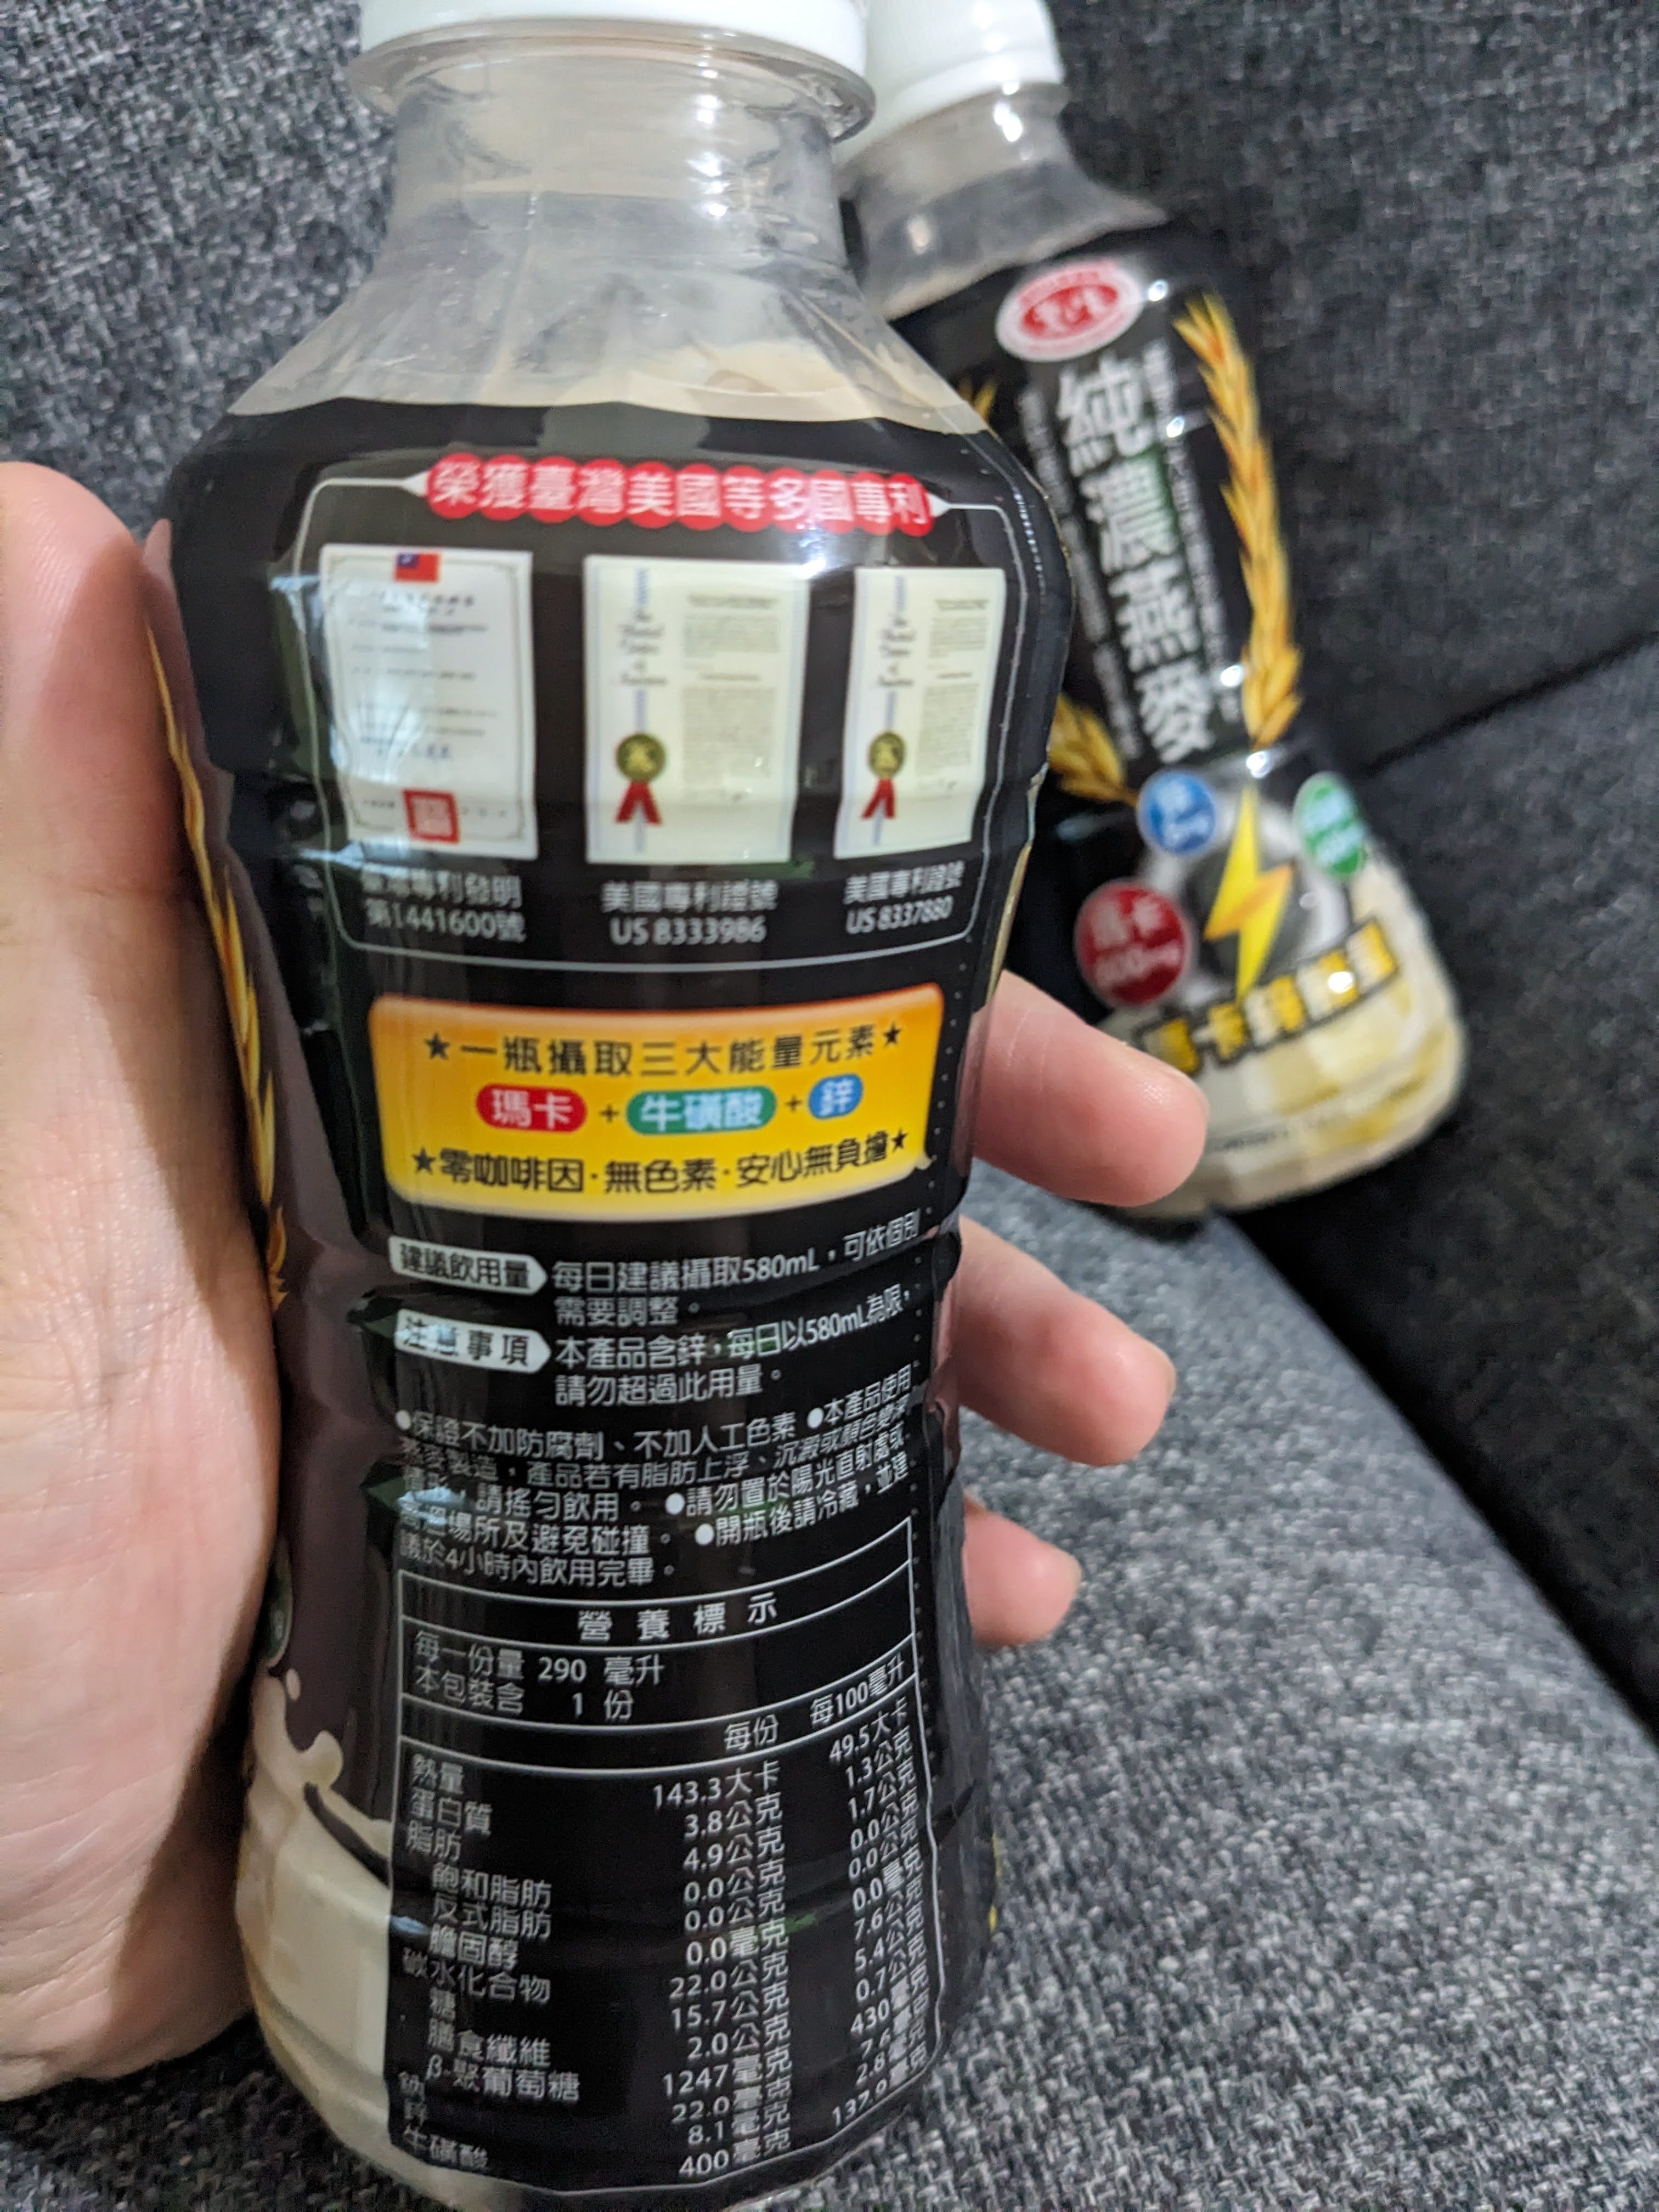 榮獲臺灣美國等多國專利
臺灣專利發明
第I441600號
美國專利證號
US 8333986
美國專利證號
US 8337880
★一瓶攝取三大能量元素★
瑪卡+牛磺酸+鋅
★零咖啡因·無色素·安心無負擔★
建議飲用量 每日建議攝取580mL，可依個別
需要調整。
注意事項 本產品含鋅，每日以580mL為限，
請勿超過此用量。
●保證不加防腐劑、不加人工色素 ●本產品使用
燕麥製造，產品若有脂肪上浮、沉澱或顏色變深
情形，請搖勻飲用。 ●請勿置於陽光直射處或
高溫場所及避免碰撞。 ●開瓶後請冷藏，並建
議於4小時內飲用完畢。
營養標示
每一份量 290 毫升
本包裝含 1 份
每份 每100毫升
熱量 143.3大卡 49.5大卡
蛋白質 3.8公克 1.3公克
脂肪 4.9公克 1.7公克
飽和脂肪 0.0公克 0.0公克
反式脂肪 0.0公克 0.0公克
膽固醇 0.0毫克 0.0毫克
碳水化合物 22.0公克 7.6公克
糖 15.7公克 5.4公克
膳食纖維 2.0公克 0.7公克
β-聚葡萄糖 1247毫克 430毫克
鈉 22.0毫克 7.6毫克
鋅 8.1毫克 2.8毫克
牛磺酸 400毫克 137.9毫克
愛之味
純濃燕麥
瑪卡